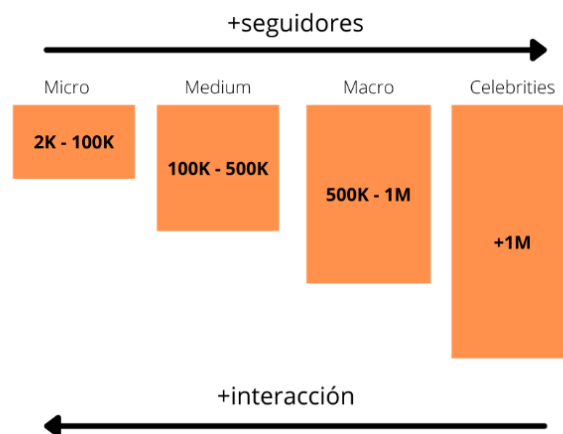 +seguidores
Micro
Medium
Macro
Celebrities
2K - 100K
100K - 500K
500K - 1M
+1M
+interacción